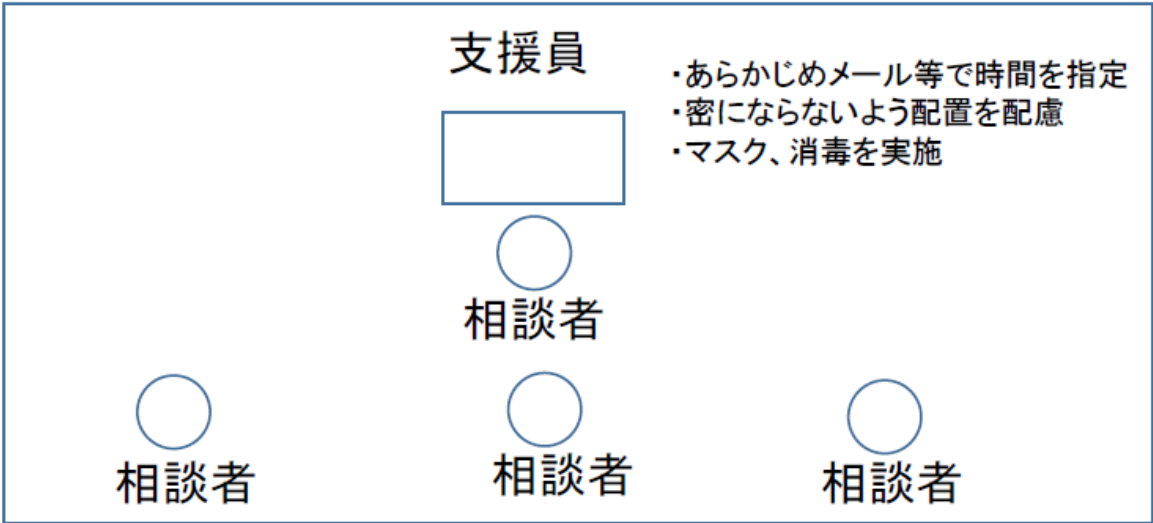 支援員
・あらかじめメール等で時間を指定
・密にならないよう配置を配慮
・マスク、消毒を実施
相談者
相談者
相談者
相談者